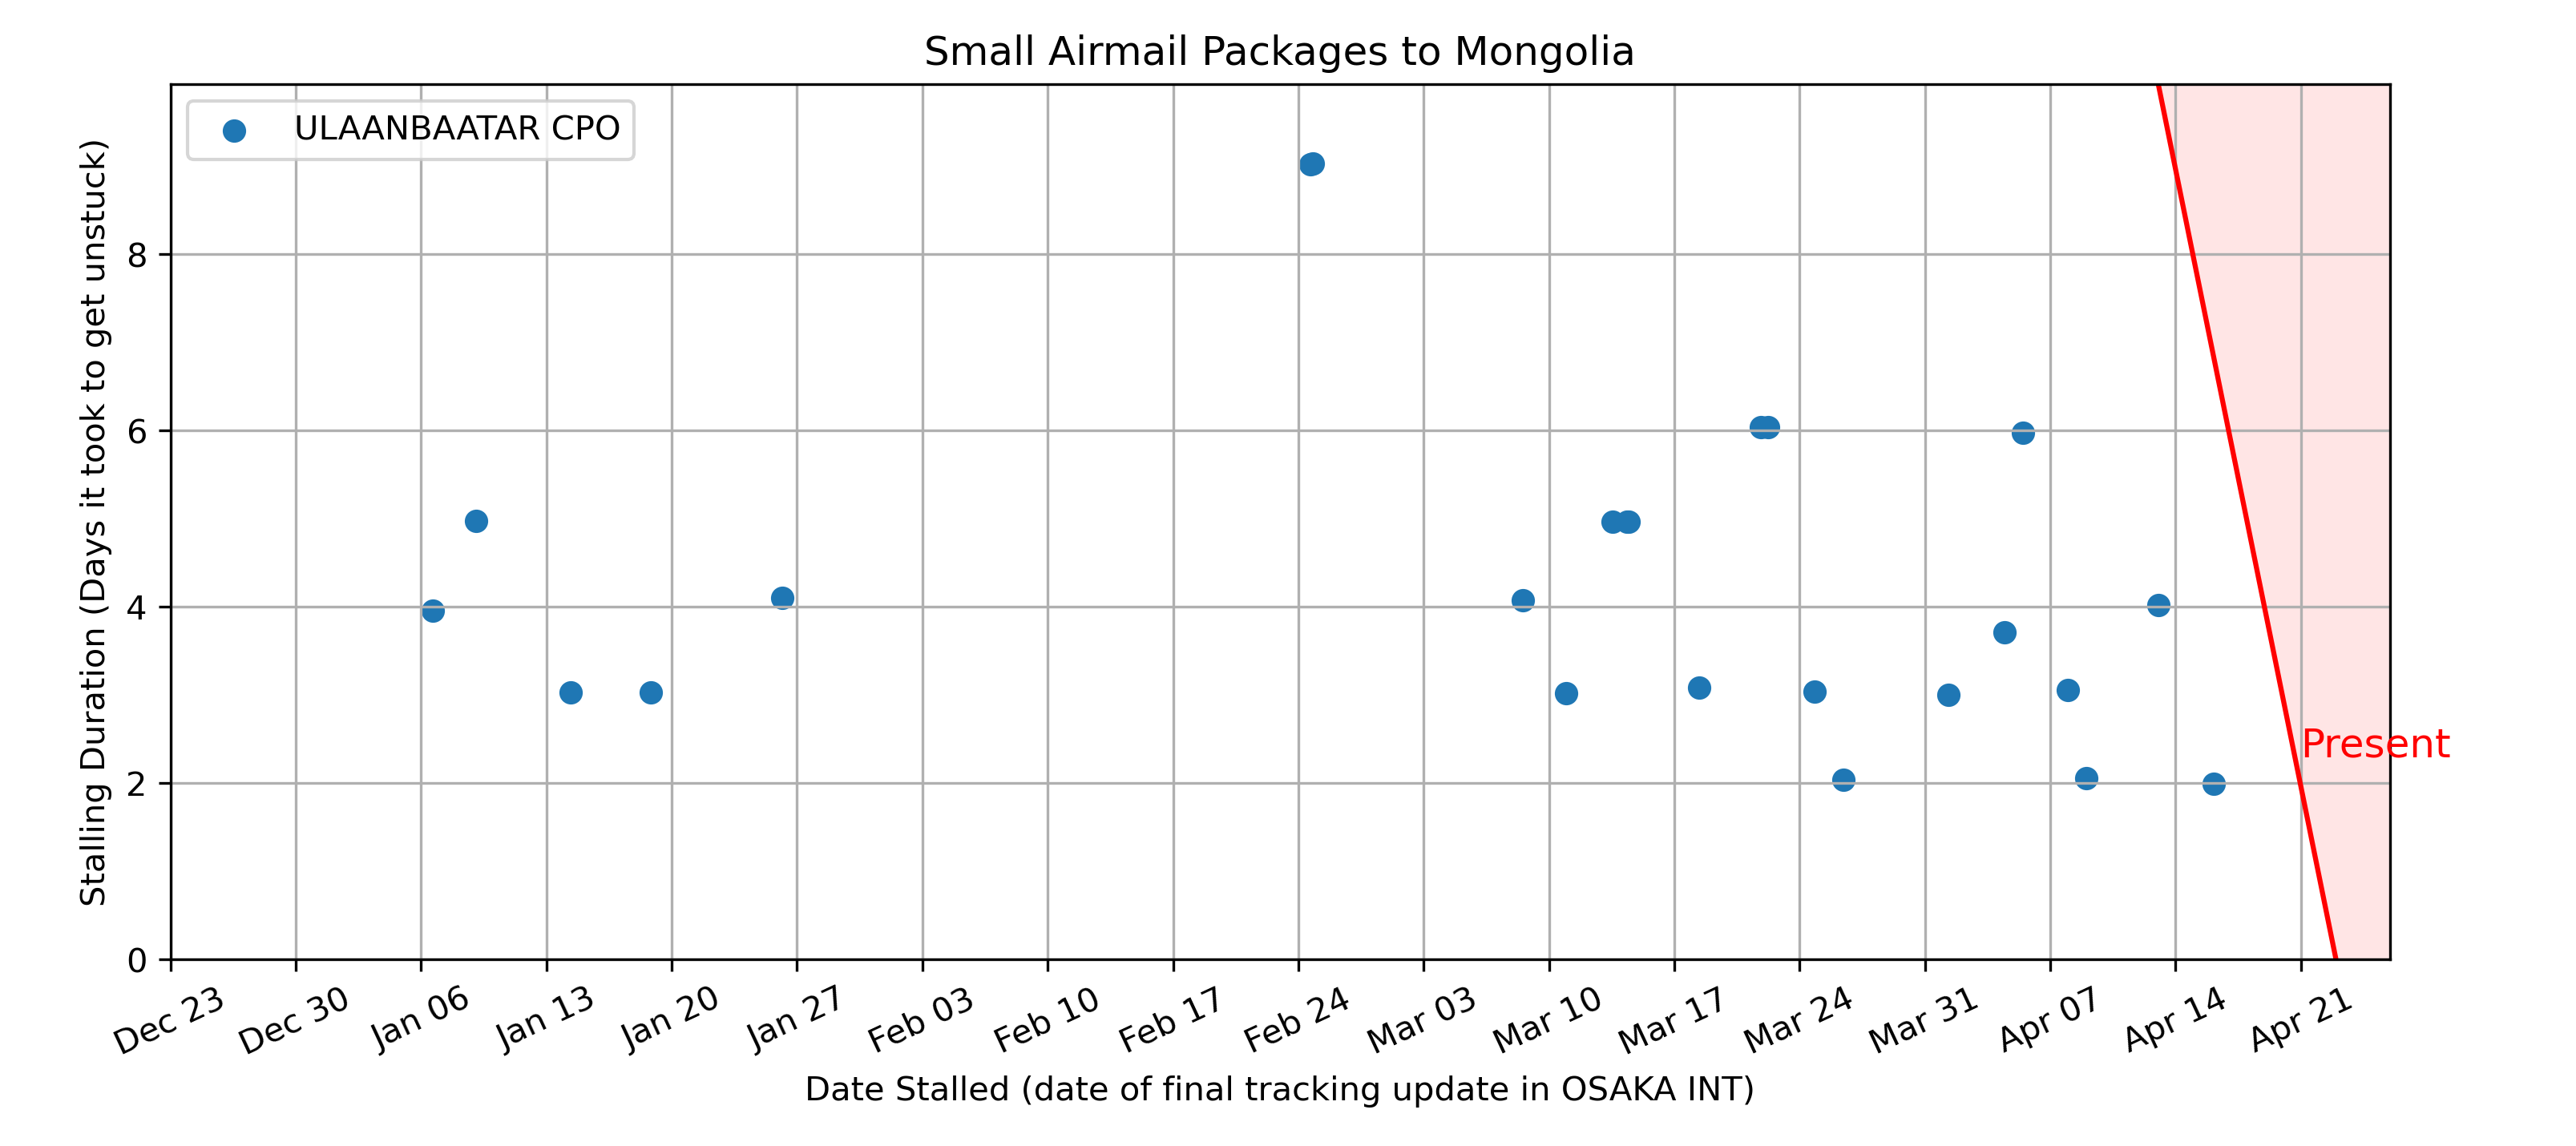 Small Airmail Packages to Mongolia
ULAANBAATAR CPO
Stalling Duration (Days it took to get unstuck)
8
6
4
2
0
Present
Dec 23
Dec 30
Jan 06
Jan 13
Jan 20
Jan 27
Feb 03
Feb 10
Feb 17
Feb 24
Mar 03
Mar 10
Mar 17
Mar 24
Mar 31
Apr 07
Apr 14
Apr 21
Date Stalled (date of final tracking update in OSAKA INT)